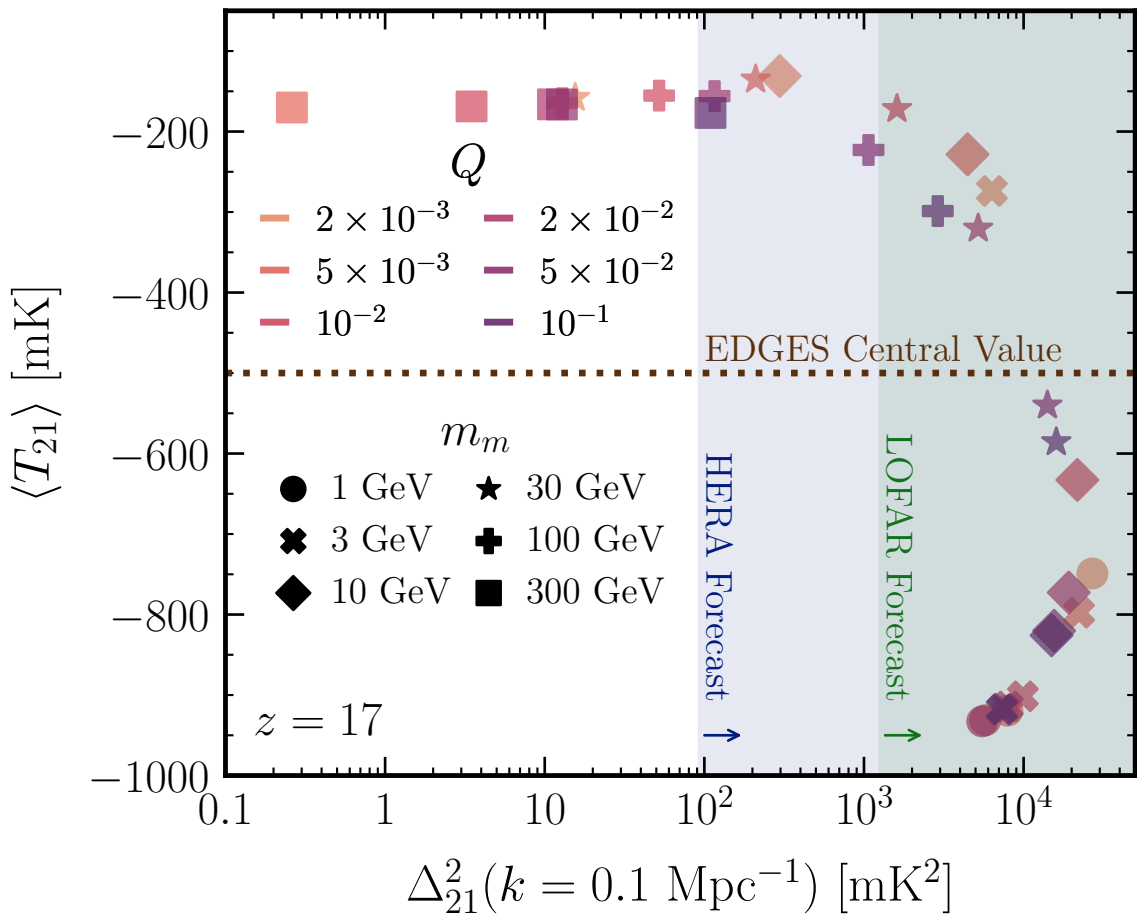 −200
−400
−600
−800
−1000
⟨T₂₁⟩ [mK]
Q
2 × 10⁻³
2 × 10⁻²
5 × 10⁻³
5 × 10⁻²
10⁻²
10⁻¹
EDGES Central Value
m_m
1 GeV
30 GeV
3 GeV
100 GeV
10 GeV
300 GeV
HERA Forecast
LOFAR Forecast
z = 17
0.1
1
10
10²
10³
10⁴
Δ²₂₁(k = 0.1 Mpc⁻¹) [mK²]